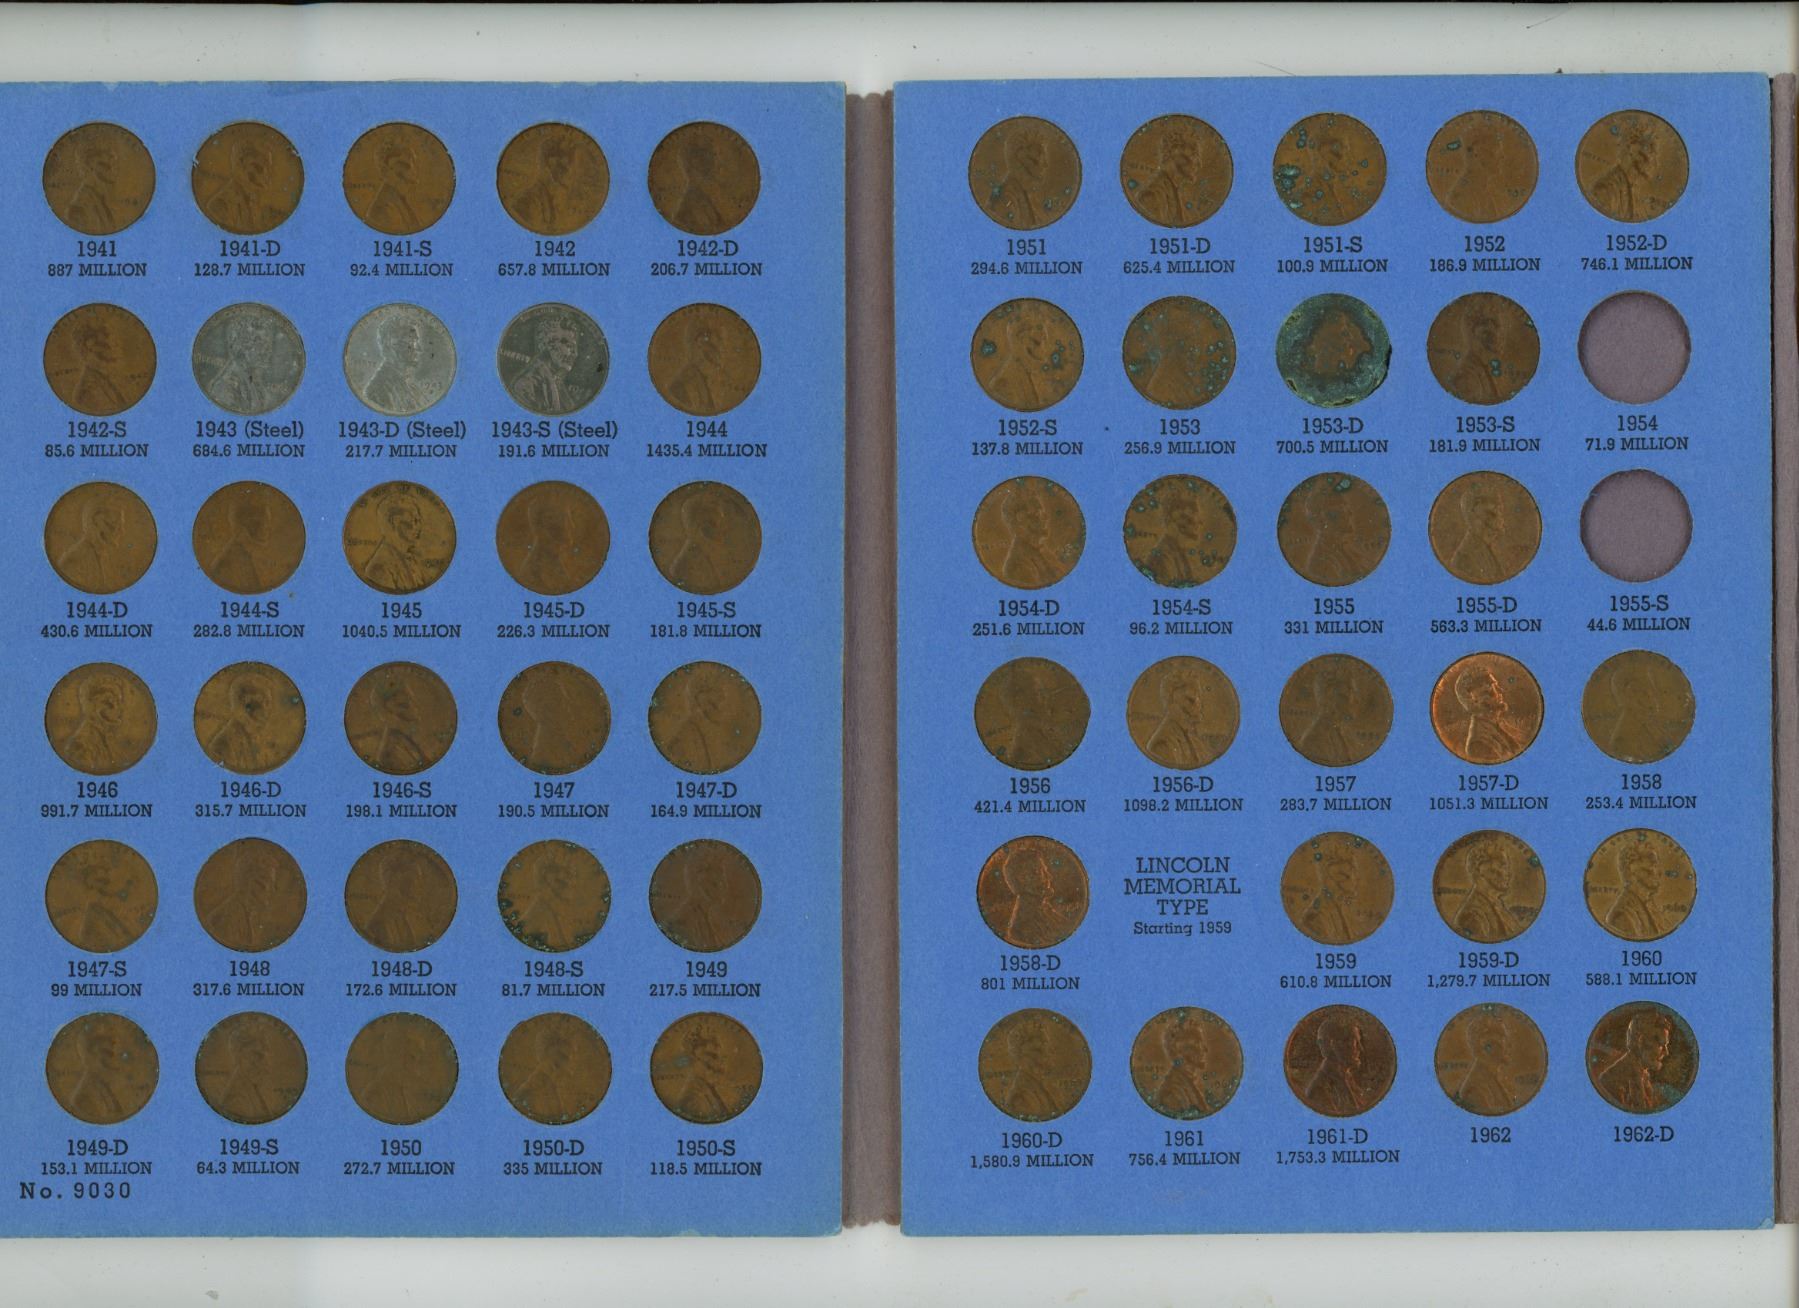 1941 1941-D 1941-S 1942 1942-D
887 MILLION 128.7 MILLION 92.4 MILLION 657.8 MILLION 206.7 MILLION
1942-S 1943 (Steel) 1943-D (Steel) 1943-S (Steel) 1944
85.6 MILLION 684.6 MILLION 217.7 MILLION 191.6 MILLION 1435.4 MILLION
1944-D 1944-S 1945 1945-D 1945-S
430.6 MILLION 282.8 MILLION 1040.5 MILLION 226.3 MILLION 181.8 MILLION
1946 1946-D 1946-S 1947 1947-D
991.7 MILLION 315.7 MILLION 198.1 MILLION 190.5 MILLION 164.9 MILLION
1947-S 1948 1948-D 1948-S 1949
99 MILLION 317.6 MILLION 172.6 MILLION 81.7 MILLION 217.5 MILLION
1949-D 1949-S 1950 1950-D 1950-S
153.1 MILLION 64.3 MILLION 272.7 MILLION 335 MILLION 118.5 MILLION
No. 9030
1951 1951-D 1951-S 1952 1952-D
294.6 MILLION 625.4 MILLION 100.9 MILLION 186.9 MILLION 746.1 MILLION
1952-S 1953 1953-D 1953-S 1954
137.8 MILLION 256.9 MILLION 700.5 MILLION 181.9 MILLION 71.9 MILLION
1954-D 1954-S 1955 1955-D 1955-S
251.6 MILLION 96.2 MILLION 331 MILLION 563.3 MILLION 44.6 MILLION
1956 1956-D 1957 1957-D 1958
421.4 MILLION 1098.2 MILLION 283.7 MILLION 1051.3 MILLION 253.4 MILLION
LINCOLN
MEMORIAL
TYPE
Starting 1959
1958-D 1959 1959-D 1960
801 MILLION 610.8 MILLION 1,279.7 MILLION 588.1 MILLION
1960-D 1961 1961-D 1962 1962-D
1,580.9 MILLION 756.4 MILLION 1,753.3 MILLION